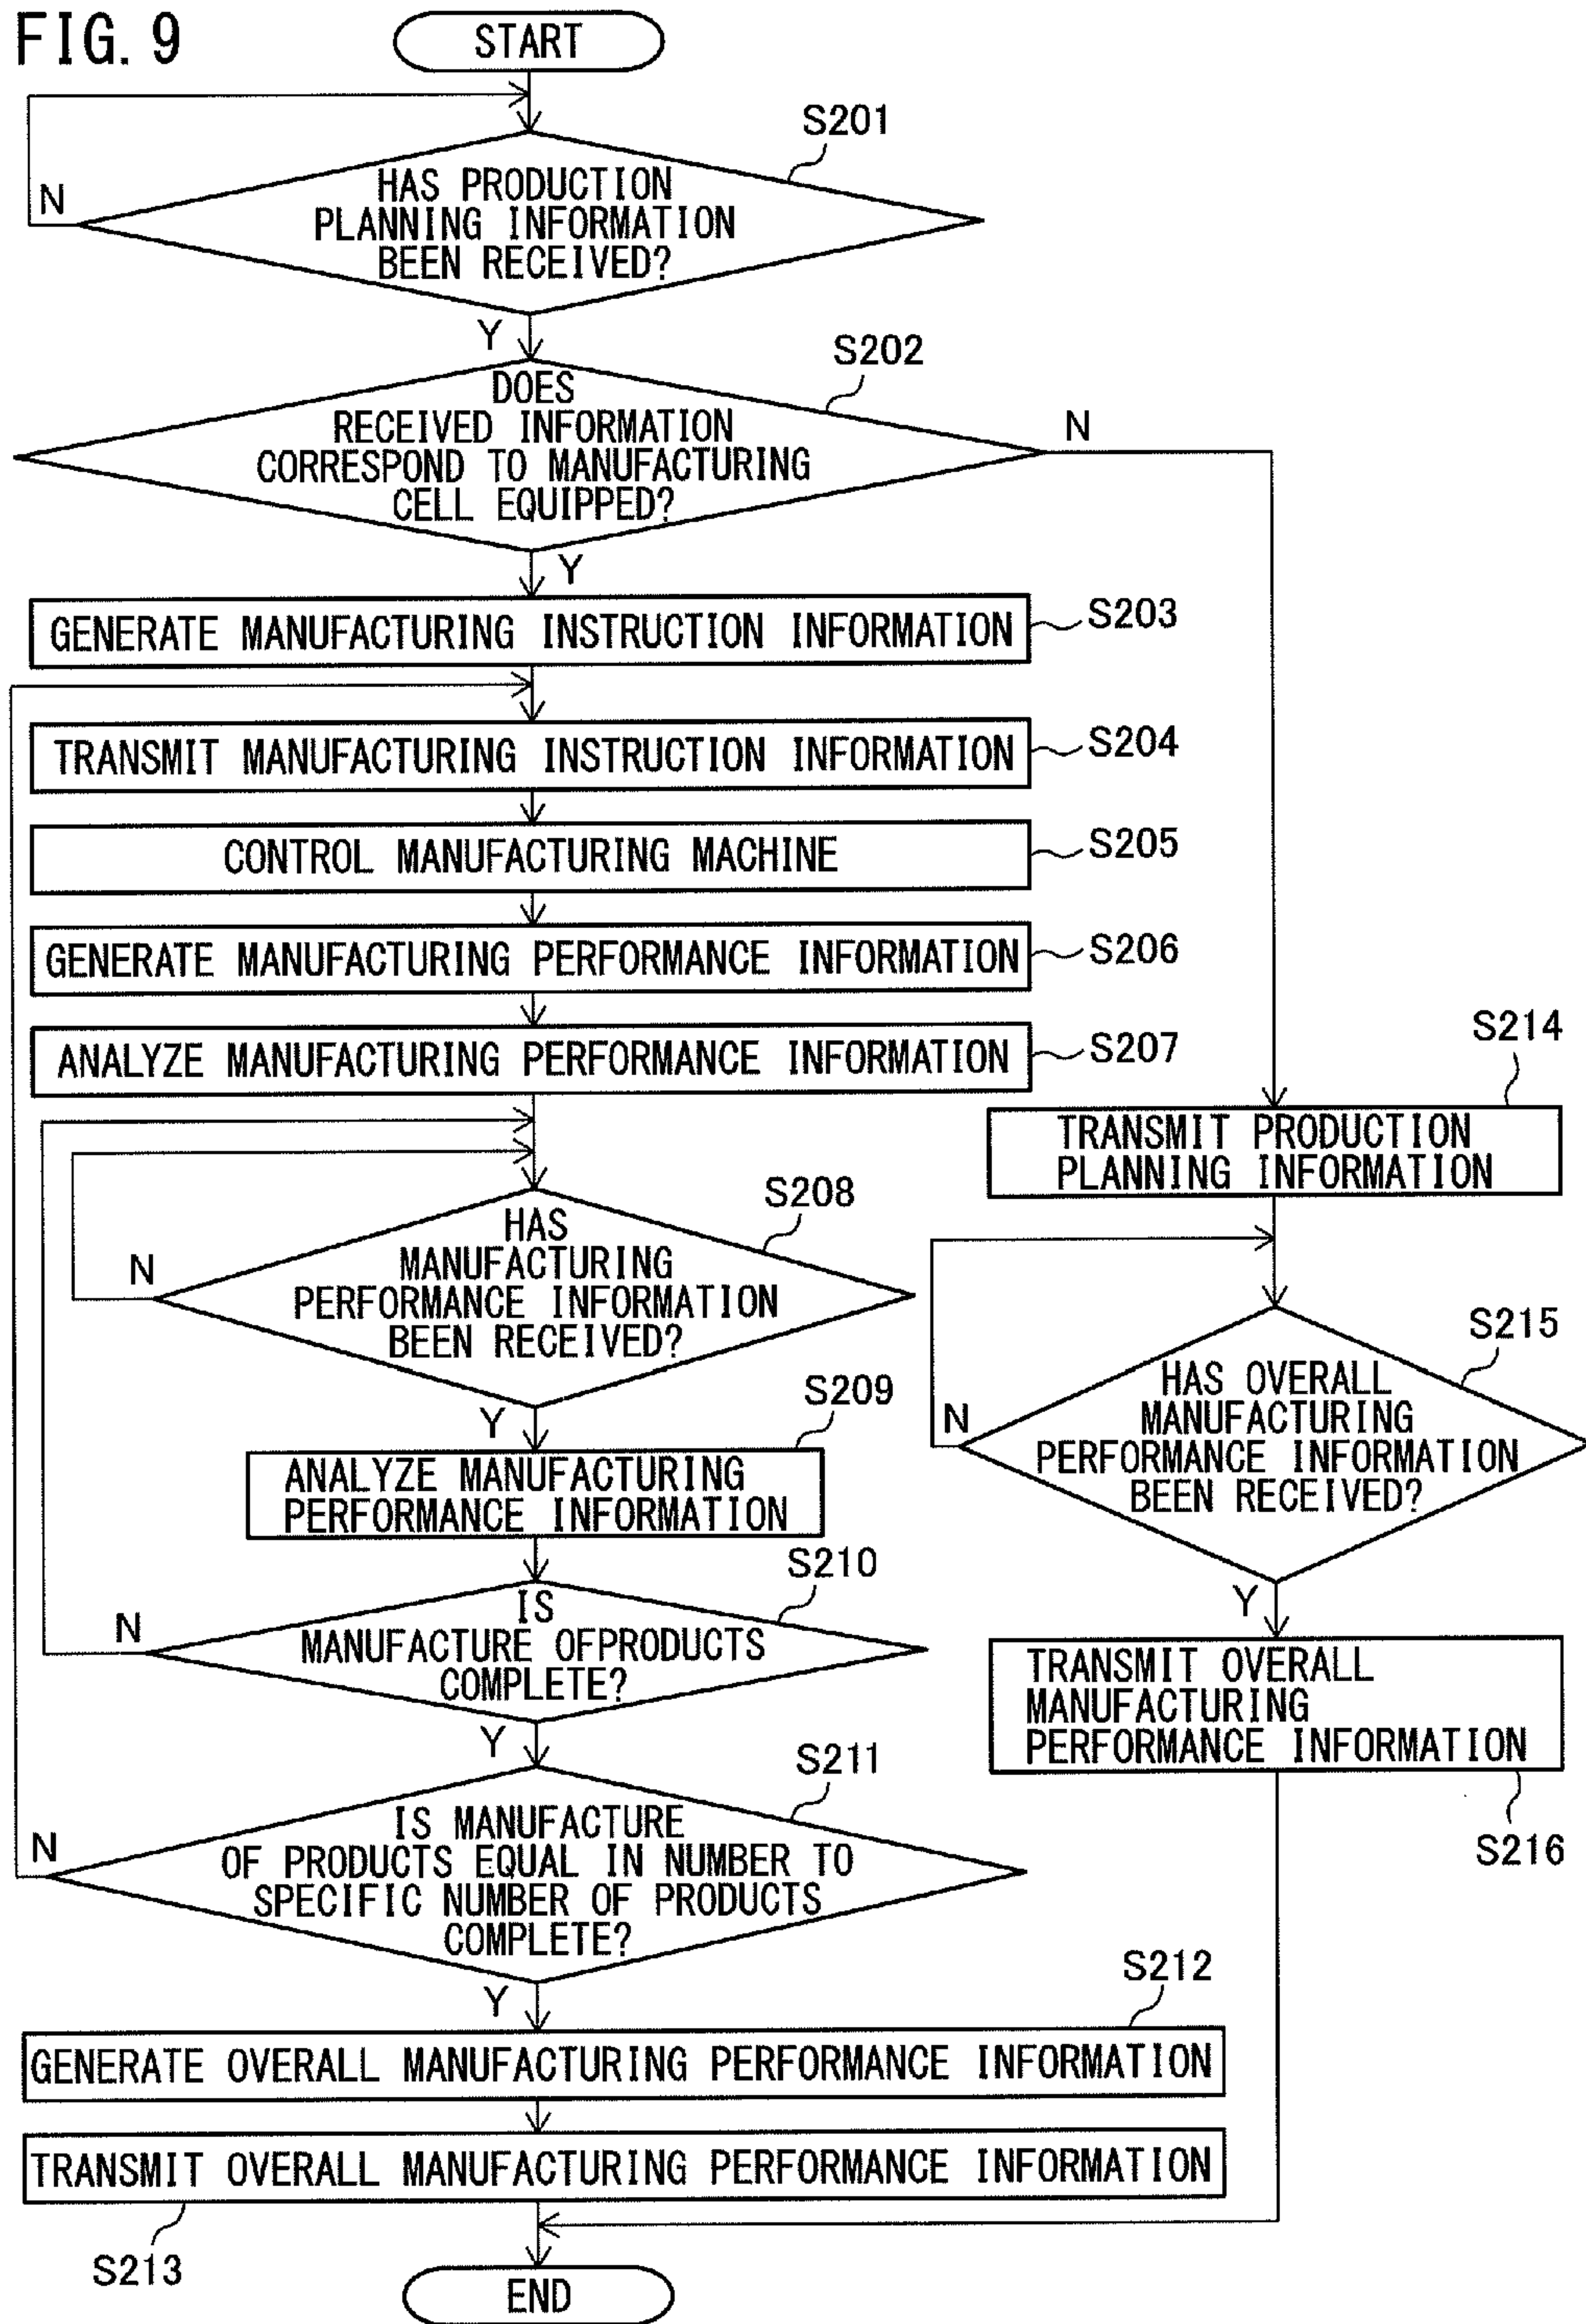 FIG. 9
START
S201
HAS PRODUCTION
PLANNING INFORMATION
BEEN RECEIVED?
N
Y
S202
DOES
RECEIVED INFORMATION
CORRESPOND TO MANUFACTURING
CELL EQUIPPED?
N
Y
GENERATE MANUFACTURING INSTRUCTION INFORMATION
S203
TRANSMIT MANUFACTURING INSTRUCTION INFORMATION
S204
CONTROL MANUFACTURING MACHINE
S205
GENERATE MANUFACTURING PERFORMANCE INFORMATION
S206
ANALYZE MANUFACTURING PERFORMANCE INFORMATION
S207
S208
HAS
MANUFACTURING
PERFORMANCE INFORMATION
BEEN RECEIVED?
N
Y
S209
ANALYZE MANUFACTURING
PERFORMANCE INFORMATION
S210
IS
MANUFACTURE OFPRODUCTS
COMPLETE?
N
Y
S211
IS MANUFACTURE
OF PRODUCTS EQUAL IN NUMBER TO
SPECIFIC NUMBER OF PRODUCTS
COMPLETE?
N
Y
S212
GENERATE OVERALL MANUFACTURING PERFORMANCE INFORMATION
TRANSMIT OVERALL MANUFACTURING PERFORMANCE INFORMATION
S213
S214
TRANSMIT PRODUCTION
PLANNING INFORMATION
S215
HAS OVERALL
MANUFACTURING
PERFORMANCE INFORMATION
BEEN RECEIVED?
N
Y
TRANSMIT OVERALL
MANUFACTURING
PERFORMANCE INFORMATION
S216
END